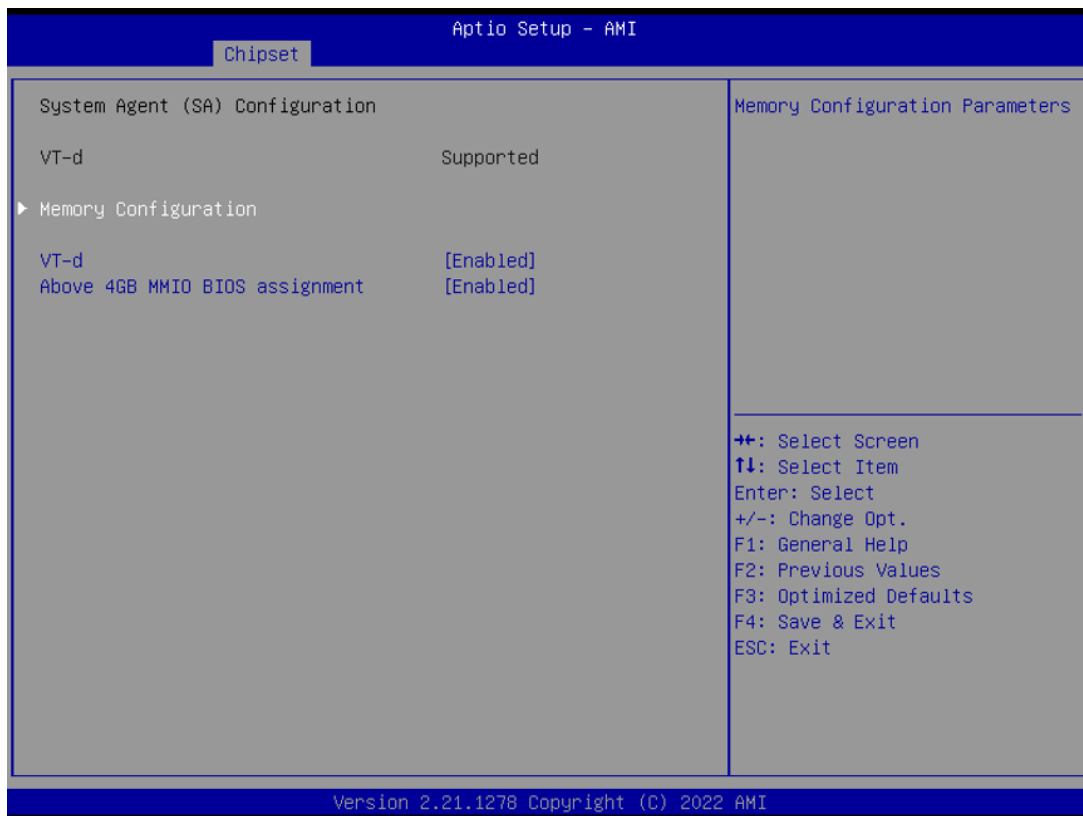 Aptio Setup – AMI
Chipset
System Agent (SA) Configuration
VT-d Supported
Memory Configuration
VT-d [Enabled]
Above 4GB MMIO BIOS assignment [Enabled]
Memory Configuration Parameters
→←: Select Screen
↑↓: Select Item
Enter: Select
+/-: Change Opt.
F1: General Help
F2: Previous Values
F3: Optimized Defaults
F4: Save & Exit
ESC: Exit
Version 2.21.1278 Copyright (C) 2022 AMI